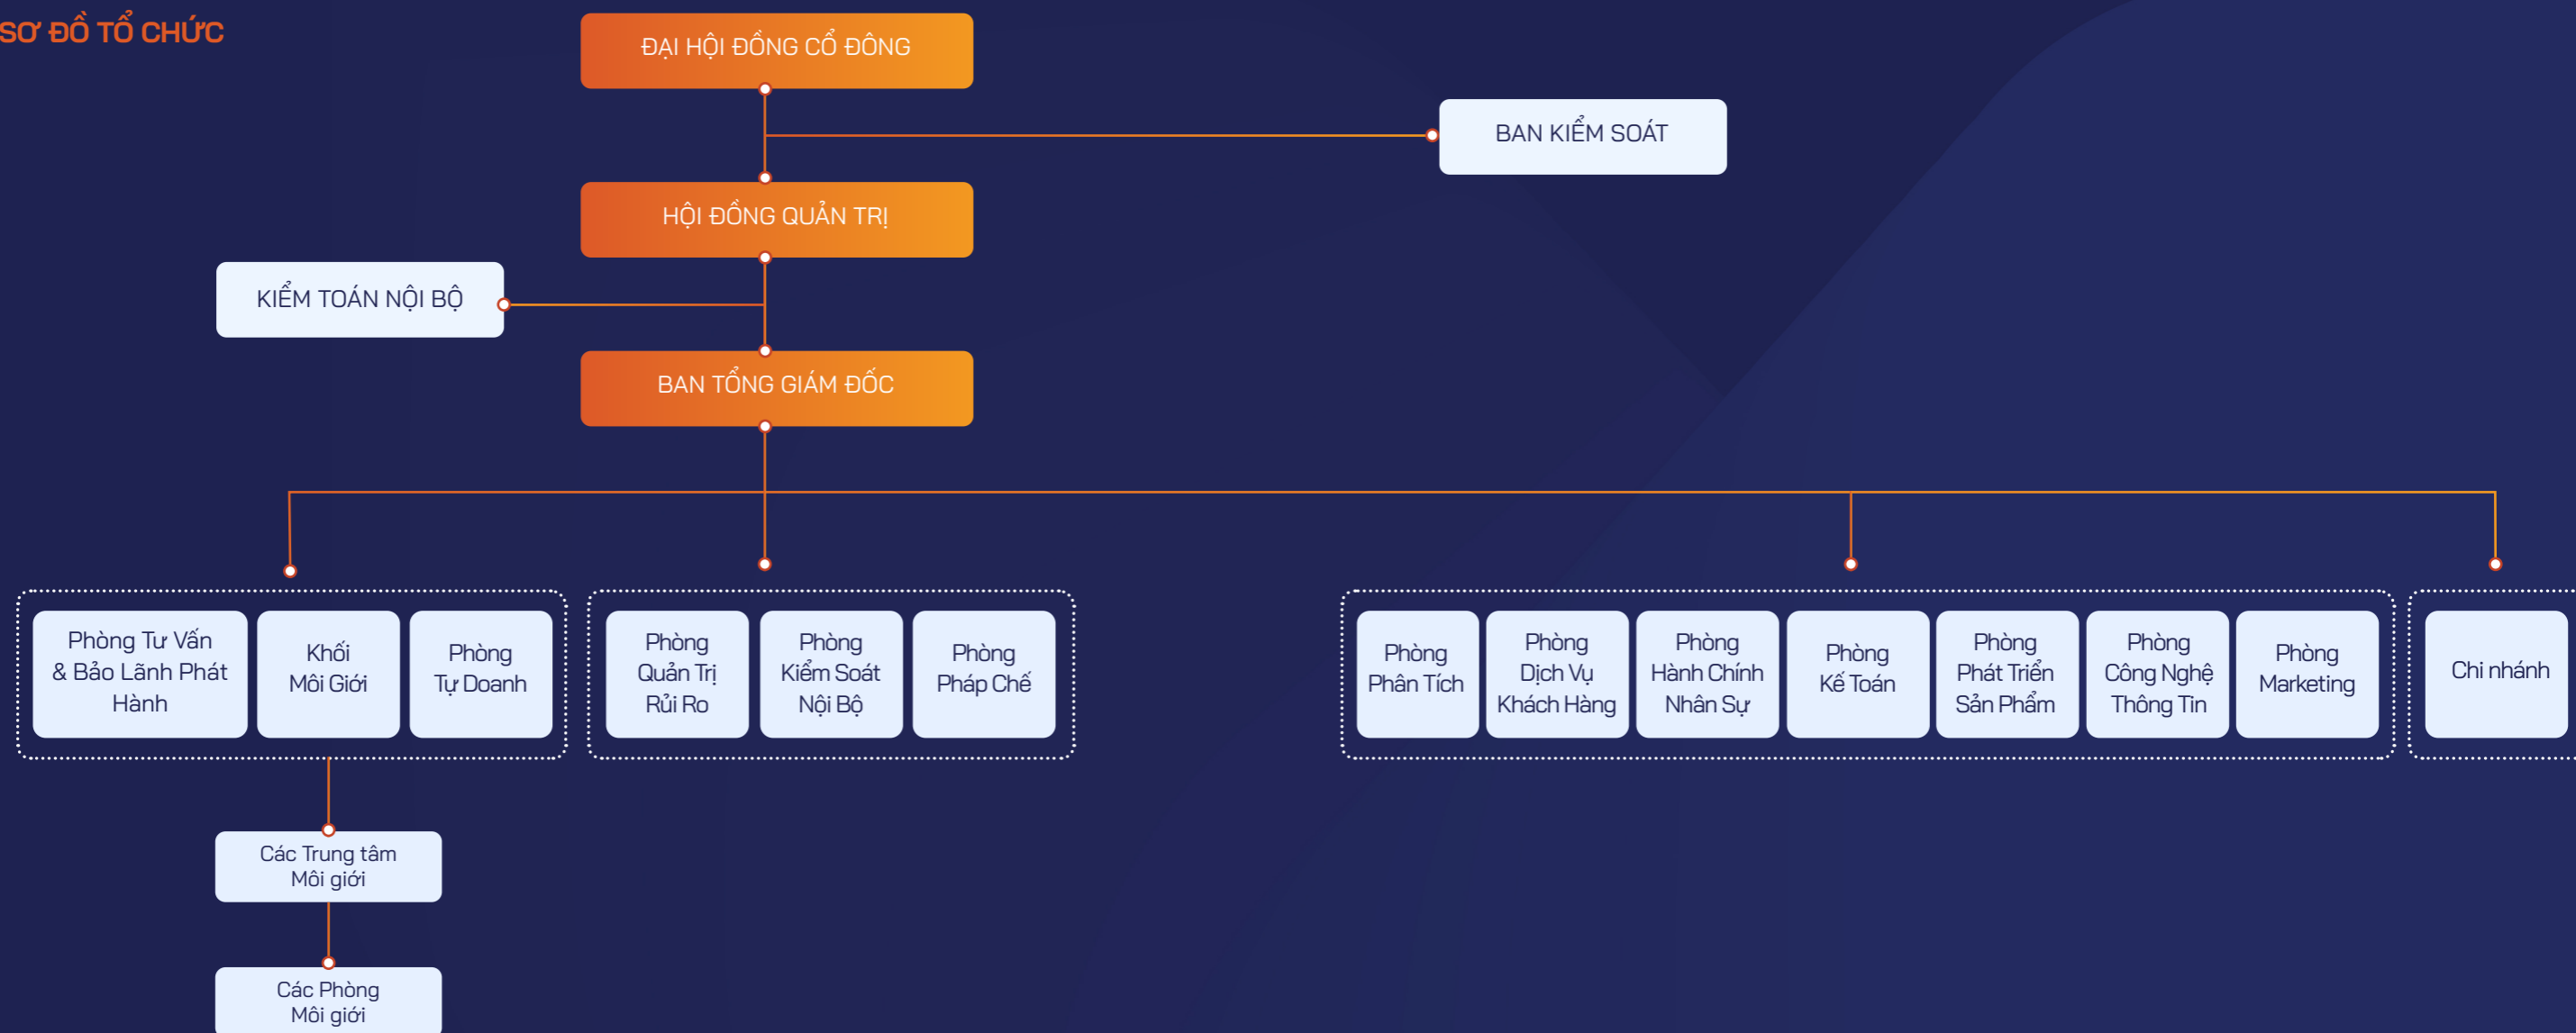 SƠ ĐỒ TỔ CHỨC
ĐẠI HỘI ĐỒNG CỔ ĐÔNG
BAN KIỂM SOÁT
HỘI ĐỒNG QUẢN TRỊ
KIỂM TOÁN NỘI BỘ
BAN TỔNG GIÁM ĐỐC
Phòng Tư Vấn
& Bảo Lãnh Phát
Hành
Khối
Môi Giới
Phòng
Tự Doanh
Phòng
Quản Trị
Rủi Ro
Phòng
Kiểm Soát
Nội Bộ
Phòng
Pháp Chế
Phòng
Phân Tích
Phòng
Dịch Vụ
Khách Hàng
Phòng
Hành Chính
Nhân Sự
Phòng
Kế Toán
Phòng
Phát Triển
Sản Phẩm
Phòng
Công Nghệ
Thông Tin
Phòng
Marketing
Chi nhánh
Các Trung tâm
Môi giới
Các Phòng
Môi giới